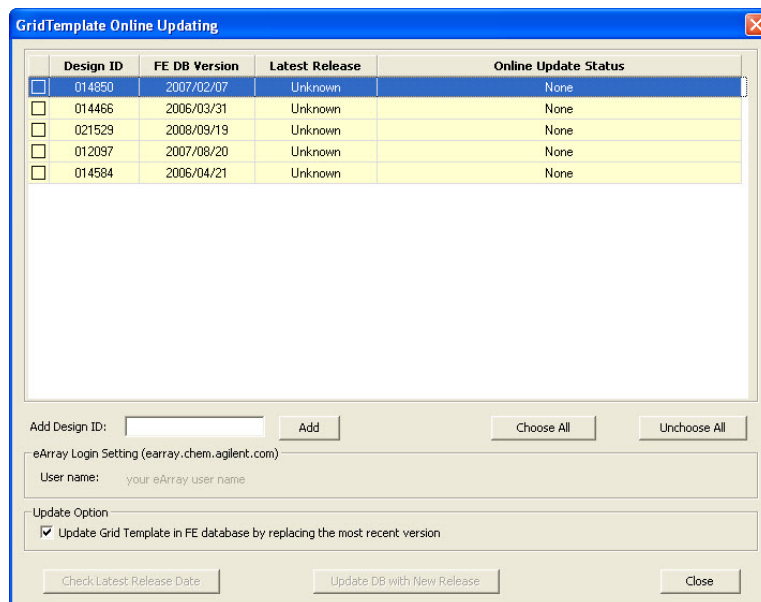 GridTemplate Online Updating
Design ID FE DB Version Latest Release Online Update Status
014850 2007/02/07 Unknown None
014466 2006/03/31 Unknown None
021529 2008/09/19 Unknown None
012097 2007/08/20 Unknown None
014584 2006/04/21 Unknown None
Add Design ID: Add Choose All Unchoose All
eArray Login Setting (earray.chem.agilent.com)
User name: your eArray user name
Update Option
Update Grid Template in FE database by replacing the most recent version
Check Latest Release Date Update DB with New Release Close